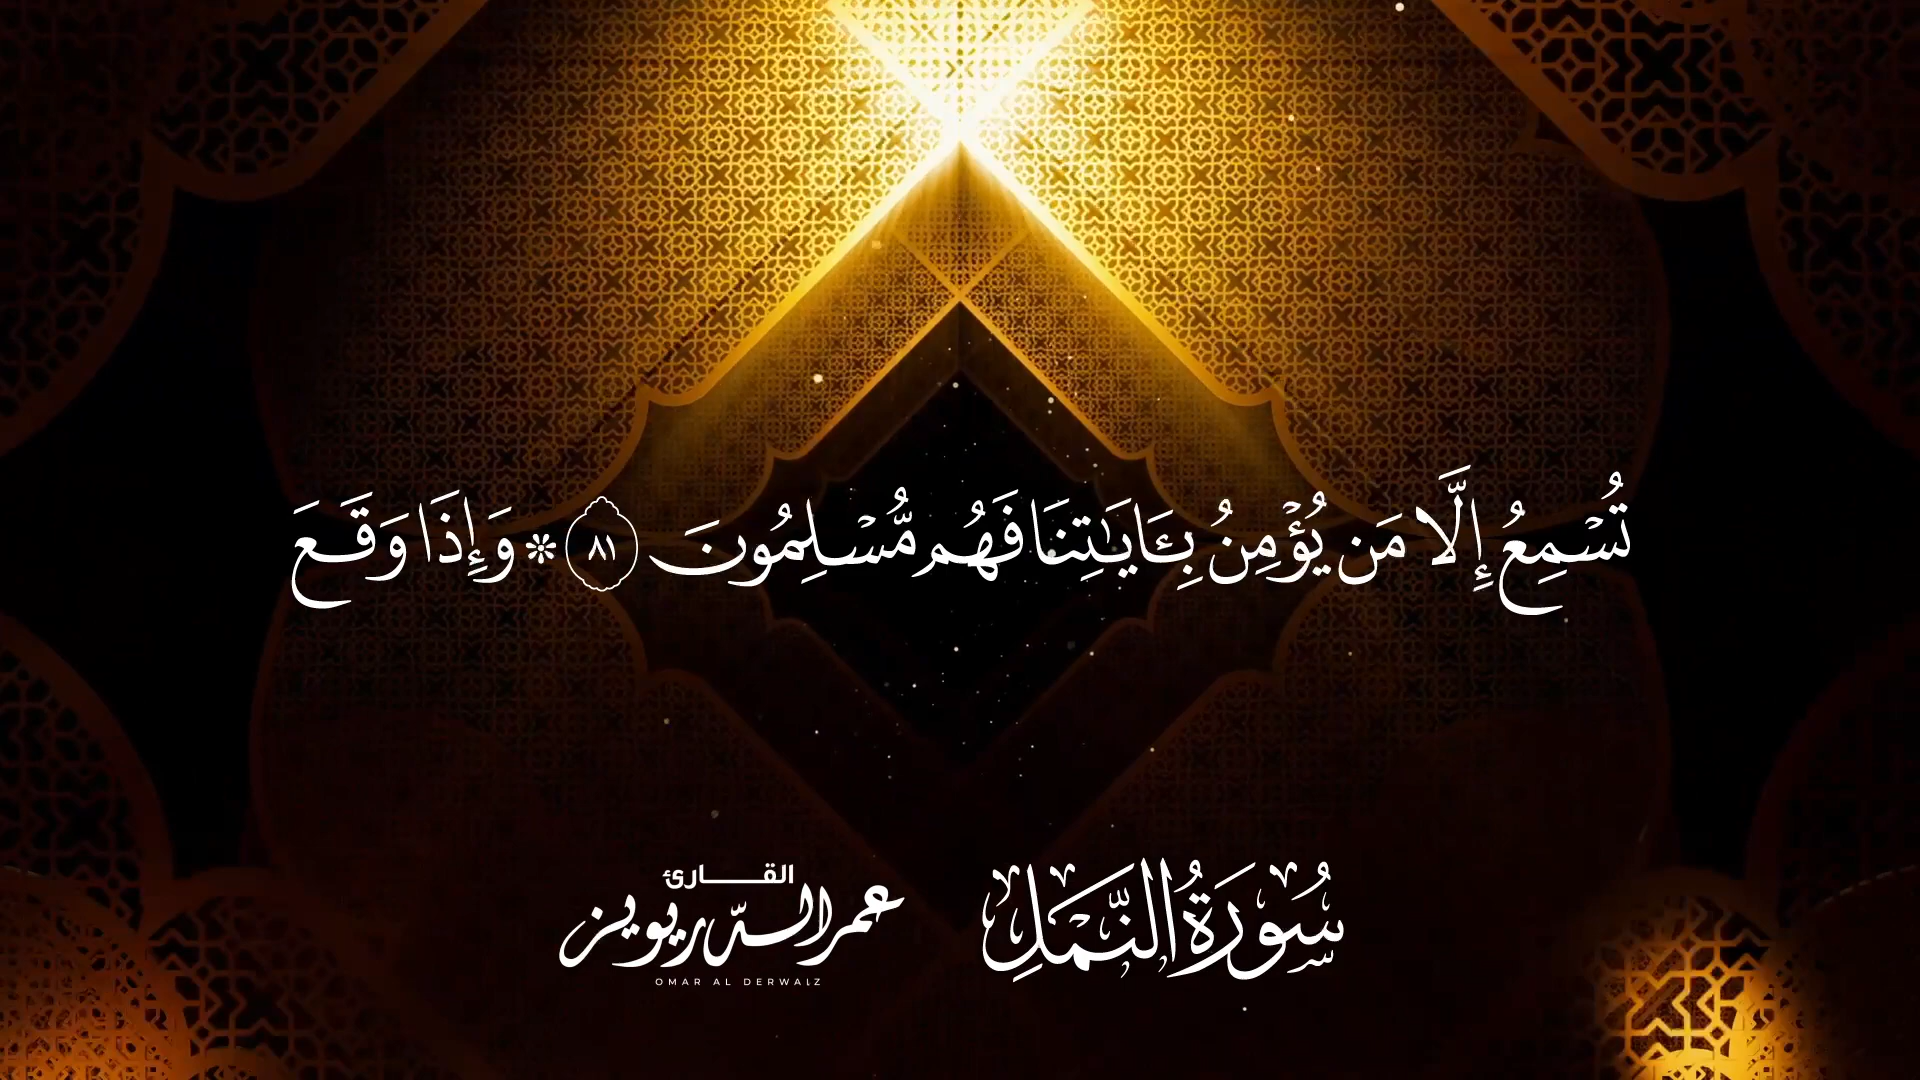 تُسۡمِعُ إِلَّا مَن يُؤۡمِنُ بِـَٔايَٰتِنَا فَهُم مُّسۡلِمُونَ ٨١ ۞ وَإِذَا وَقَعَ
سُورَةُ النَّمْلِ
القارئ
عمر الدريويز
OMAR AL DERWAIZ